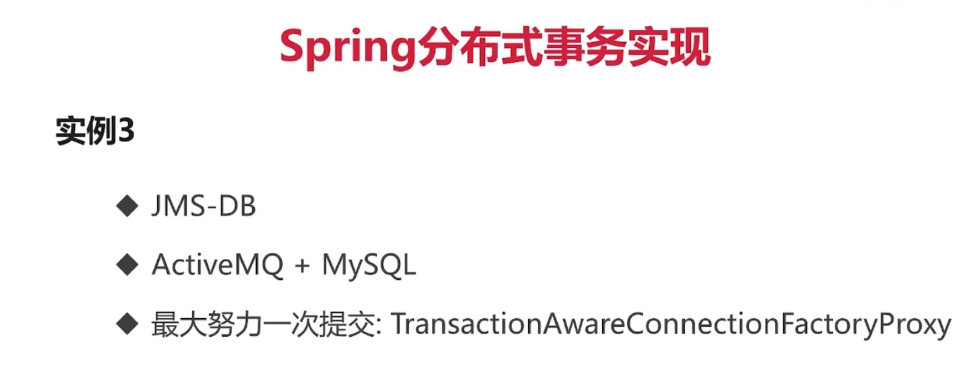 Spring分布式事务实现
实例3
◆ JMS-DB
◆ ActiveMQ + MySQL
◆ 最大努力一次提交: TransactionAwareConnectionFactoryProxy